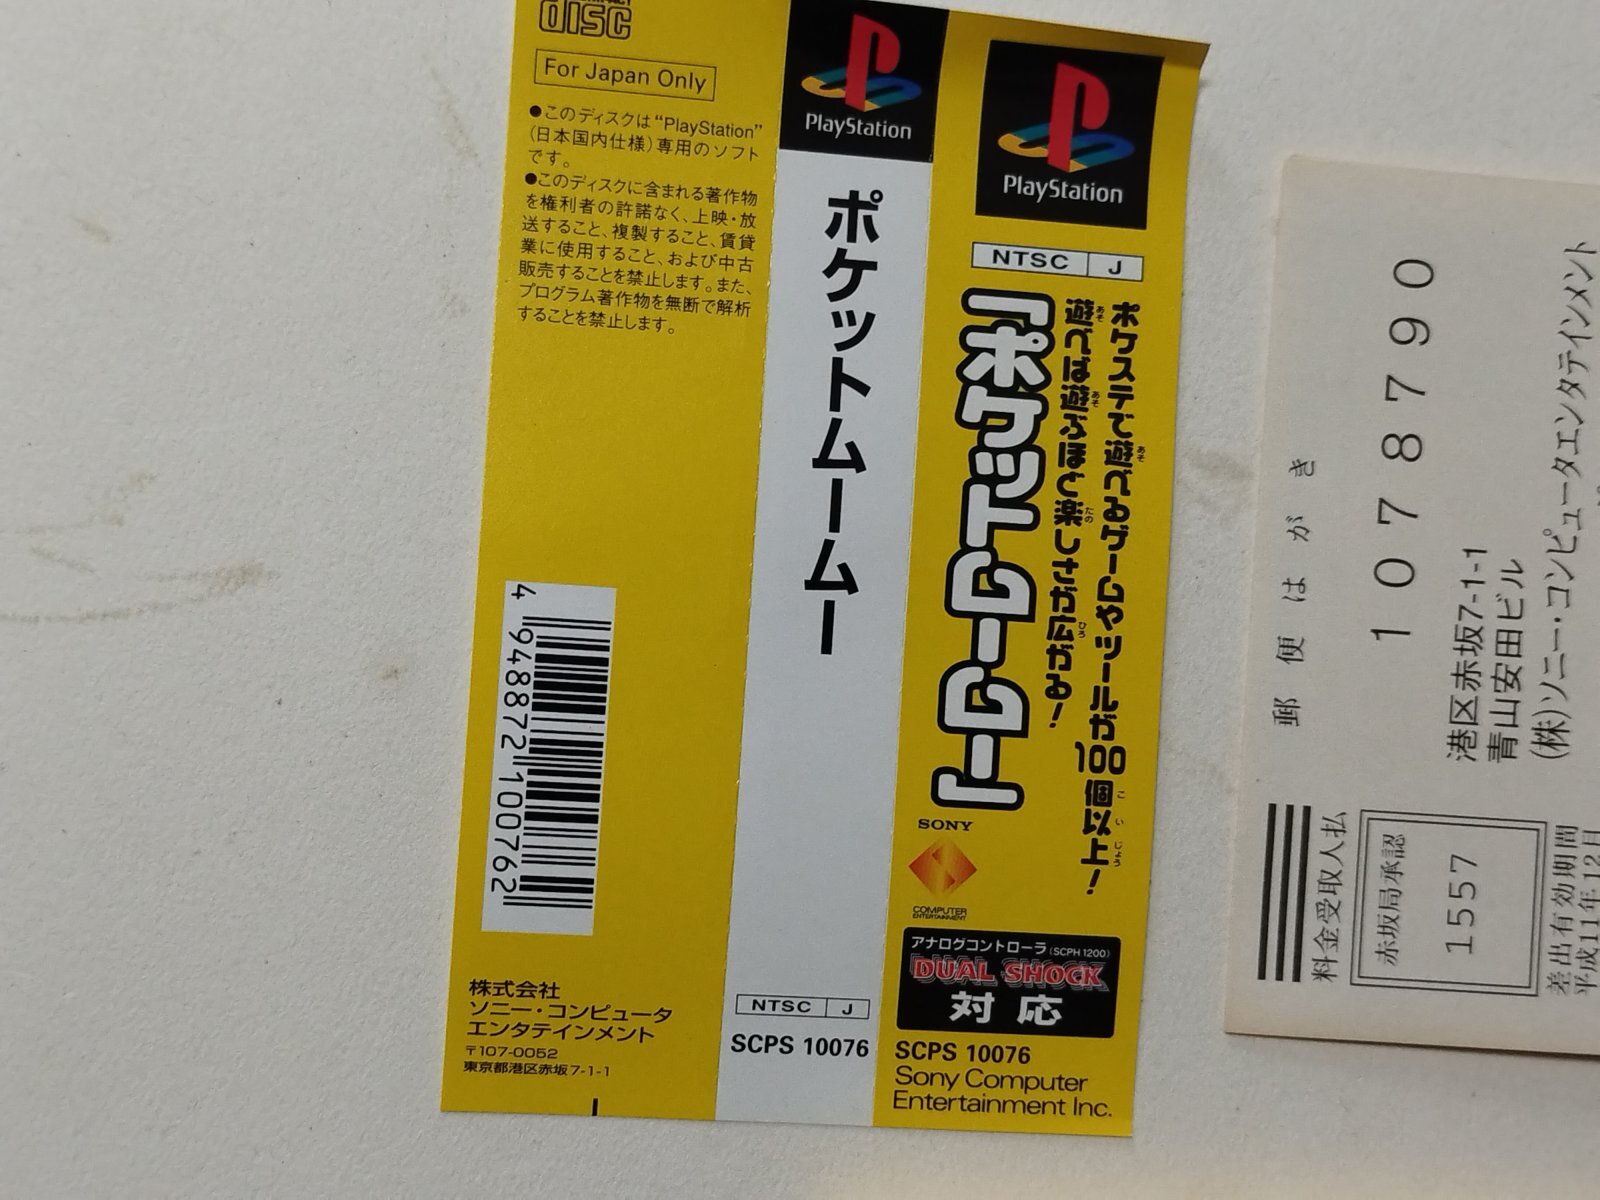 disc
For Japan Only
●このディスクは“PlayStation”
(日本国内仕様)専用のソフト
です。
●このディスクに含まれる著作物
を権利者の許諾なく、上映・放
送すること、複製すること、賃貸
業に使用すること、および中古
販売することを禁止します。また、
プログラム著作物を無断で解析
することを禁止します。
4 948872 100762
株式会社
ソニー・コンピュータ
エンタテインメント
〒107-0052
東京都港区赤坂7-1-1
PlayStation
ポケットムームー
NTSC J
SCPS 10076
PlayStation
NTSC J
ポケステで遊べるゲームやツールが100個以上!
遊べば遊ぶほど楽しさが広がる!
「ポケットムームー」
SONY
COMPUTER
ENTERTAINMENT
アナログコントローラ(SCPH 1200)
DUAL SHOCK
対応
SCPS 10076
Sony Computer
Entertainment Inc.
郵便はがき
1078790
港区赤坂7-1-1
青山安田ビル
(株)ソニー・コンピュータエンタテインメント
料金受取人払
赤坂局承認
1557
差出有効期間
平成11年12月